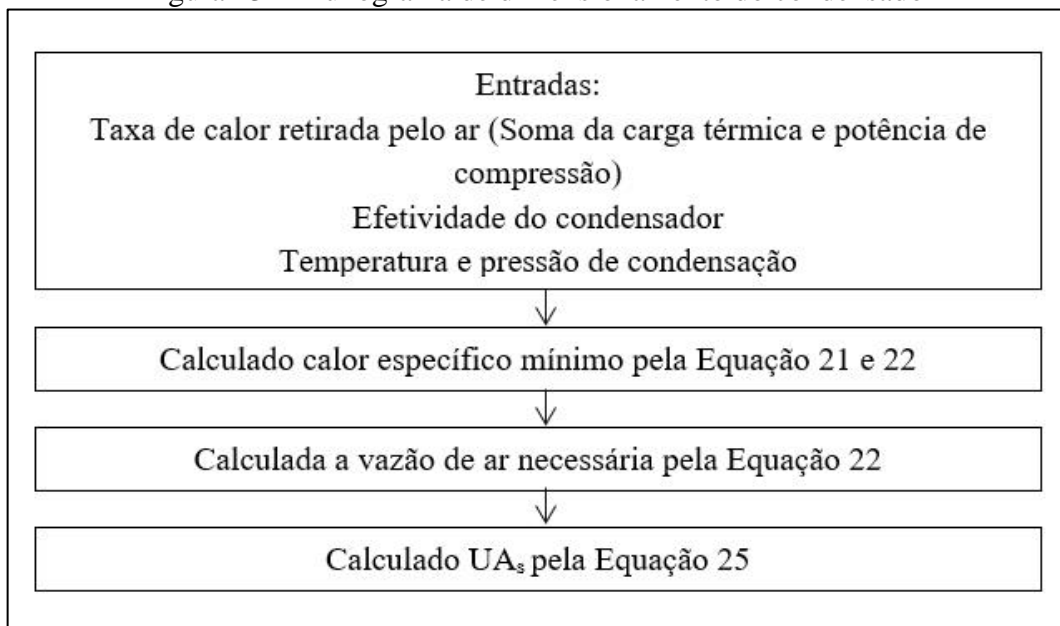 Entradas:
Taxa de calor retirada pelo ar (Soma da carga térmica e potência de
compressão)
Efetividade do condensador
Temperatura e pressão de condensação
Calculado calor específico mínimo pela Equação 21 e 22
Calculada a vazão de ar necessária pela Equação 22
Calculado UAₛ pela Equação 25